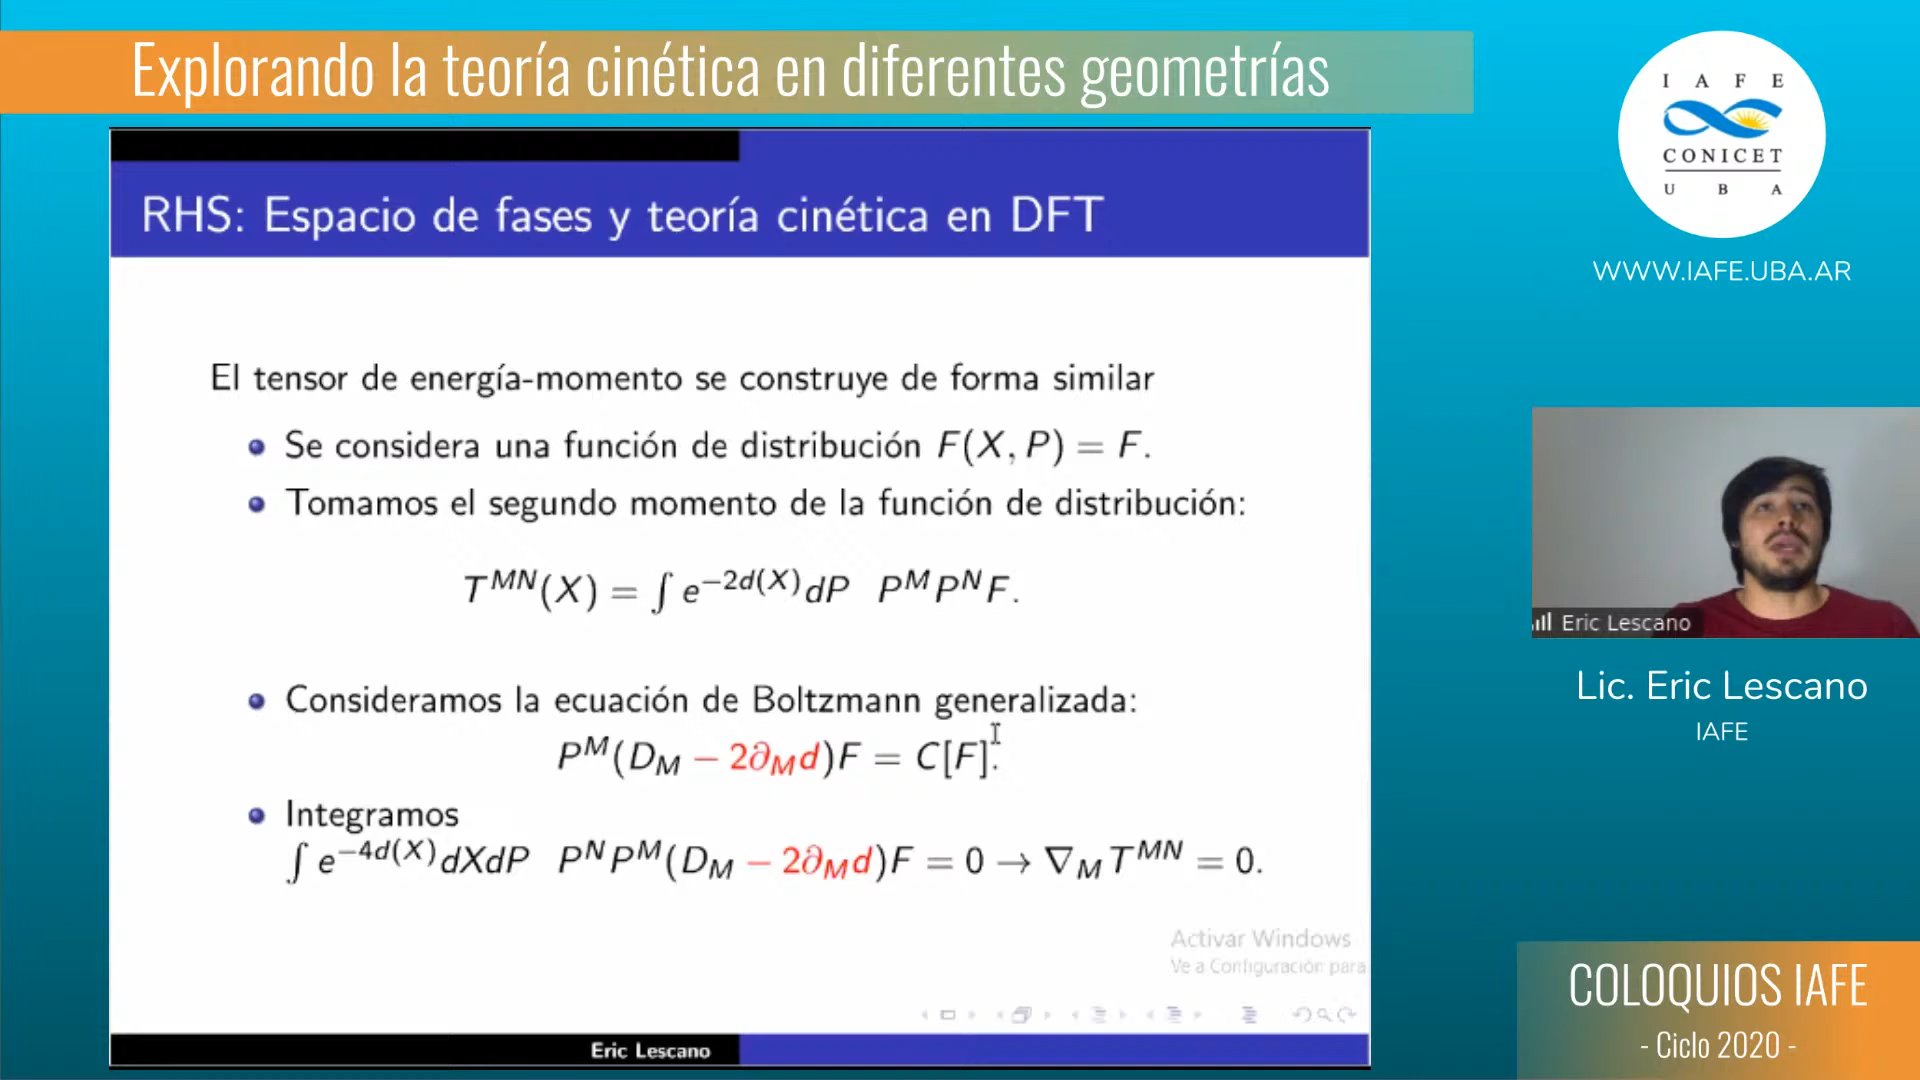 Explorando la teoría cinética en diferentes geometrías
I A F E
CONICET
U B A
WWW.IAFE.UBA.AR
RHS: Espacio de fases y teoría cinética en DFT
El tensor de energía-momento se construye de forma similar
Se considera una función de distribución F(X, P) = F.
Tomamos el segundo momento de la función de distribución:
T^{MN}(X) = ∫ e^{−2d(X)} dP P^M P^N F.
Consideramos la ecuación de Boltzmann generalizada:
P^M(D_M − 2∂_M d)F = C[F].
Integramos
∫ e^{−4d(X)} dXdP P^N P^M(D_M − 2∂_M d)F = 0 → ∇_M T^{MN} = 0.
Activar Windows
Ve a Configuración para
Eric Lescano
Eric Lescano
Lic. Eric Lescano
IAFE
COLOQUIOS IAFE
- Ciclo 2020 -